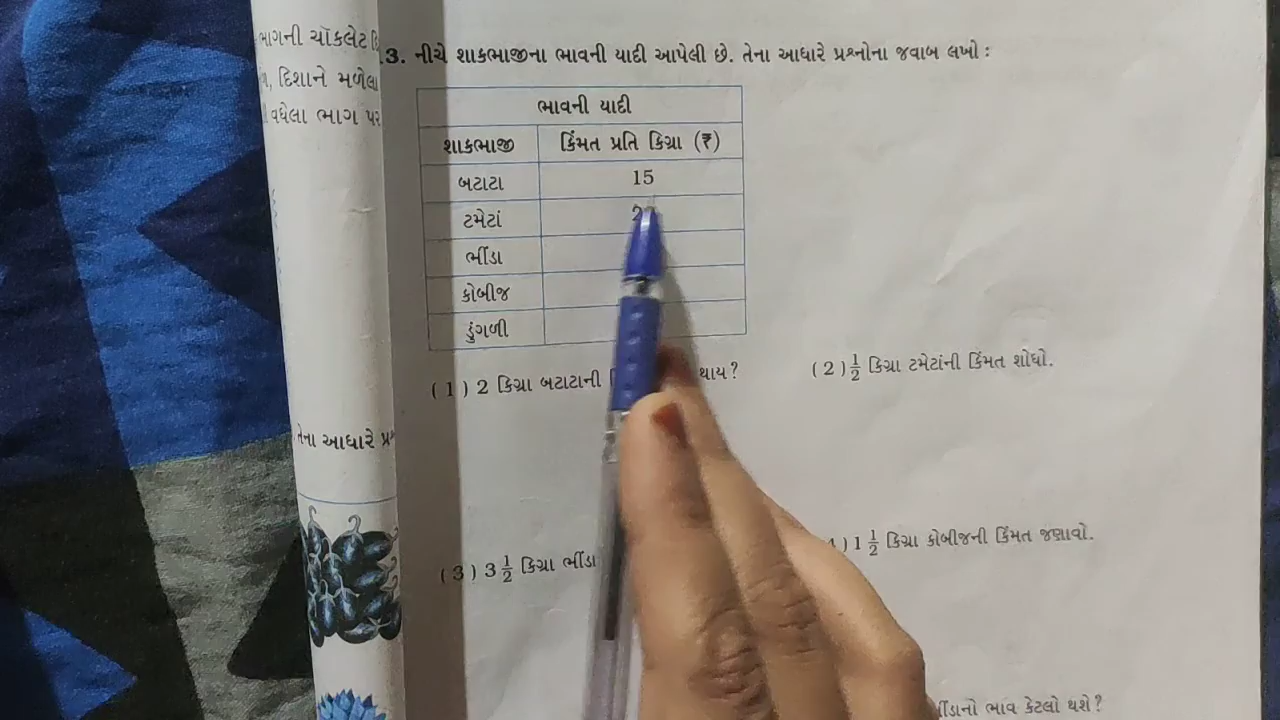 ભાગની ચૉકલેટ
દિશાને મળેલા
વધેલા ભાગ પર
તેના આધારે
3. નીચે શાકભાજીના ભાવની યાદી આપેલી છે. તેના આધારે પ્રશ્નોના જવાબ લખો :
ભાવની યાદી
શાકભાજી કિંમત પ્રતિ કિગ્રા (₹)
બટાટા 15
ટમેટાં
ભીંડા
કોબીજ
ડુંગળી
(1) 2 કિગ્રા બટાટાની થાય?
(2) 1/2 કિગ્રા ટમેટાંની કિંમત શોધો.
(3) 3 1/2 કિગ્રા ભીંડા
) 1 1/2 કિગ્રા કોબીજની કિંમત જણાવો.
ભાવ કેટલો થશે?